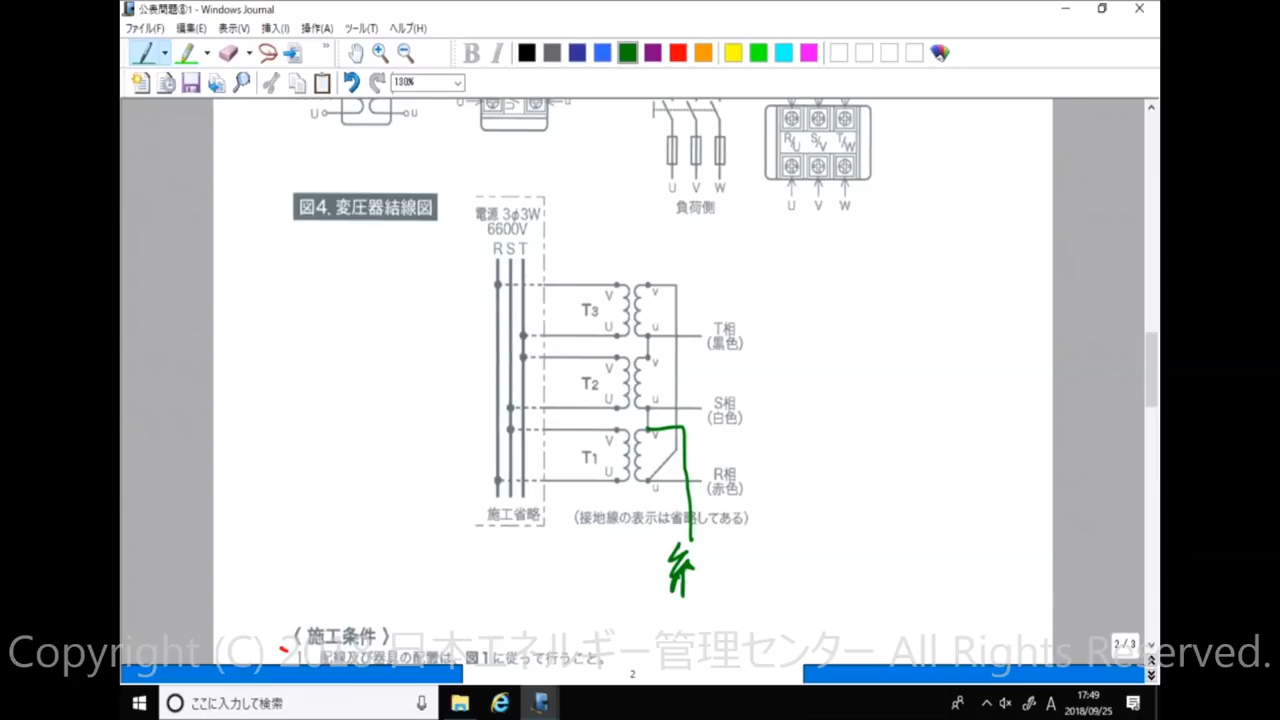 公表問題⑧1 - Windows Journal
ファイル(F) 編集(E) 表示(V) 挿入(I) 操作(A) ツール(T) ヘルプ(H)
B I
130%
U u
R/U S/V T/W
U V W
負荷側
U V W
図4. 変圧器結線図
電源 3φ3W
6600V
R S T
V v
T3
U u
T相
(黒色)
V v
T2
U u
S相
(白色)
V v
T1
U u
R相
(赤色)
施工省略
(接地線の表示は省略してある)
〈 施工条件 〉
1. 配線及び器具の配置は、図1に従って行うこと。
2 / 3
日本エネルギー管理センター All Rights Reserved.
Copyright (C)
2
ここに入力して検索
A
17:49
2018/09/25